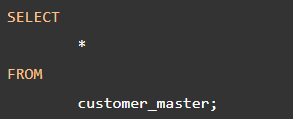 SELECT
*
FROM
customer_master;